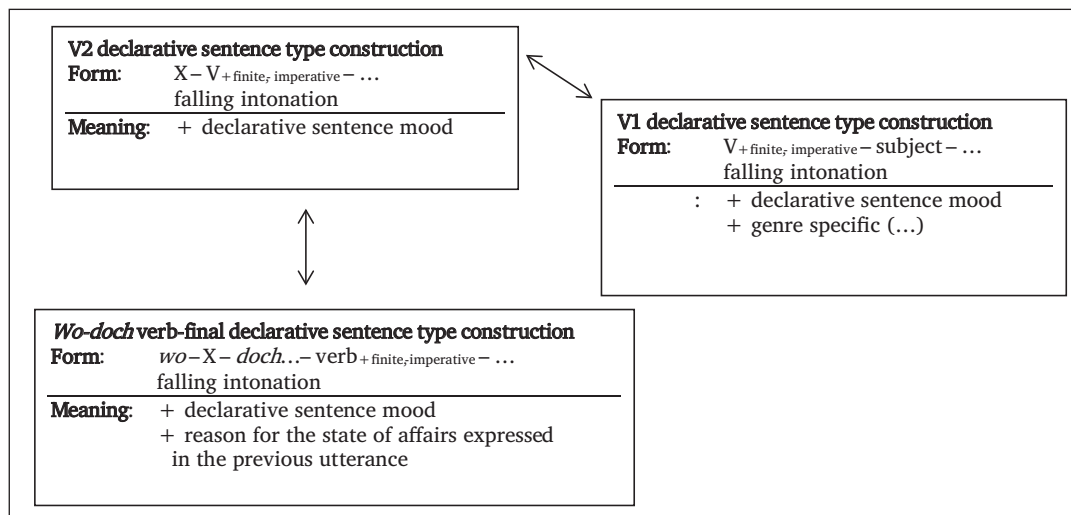 V2 declarative sentence type construction
Form: X – V+finite, imperative – …
falling intonation
Meaning: + declarative sentence mood
V1 declarative sentence type construction
Form: V+finite, imperative – subject – …
falling intonation
: + declarative sentence mood
+ genre specific (…)
Wo-doch verb-final declarative sentence type construction
Form: wo – X – doch… – verb+finite,-imperative – …
falling intonation
Meaning: + declarative sentence mood
+ reason for the state of affairs expressed
in the previous utterance